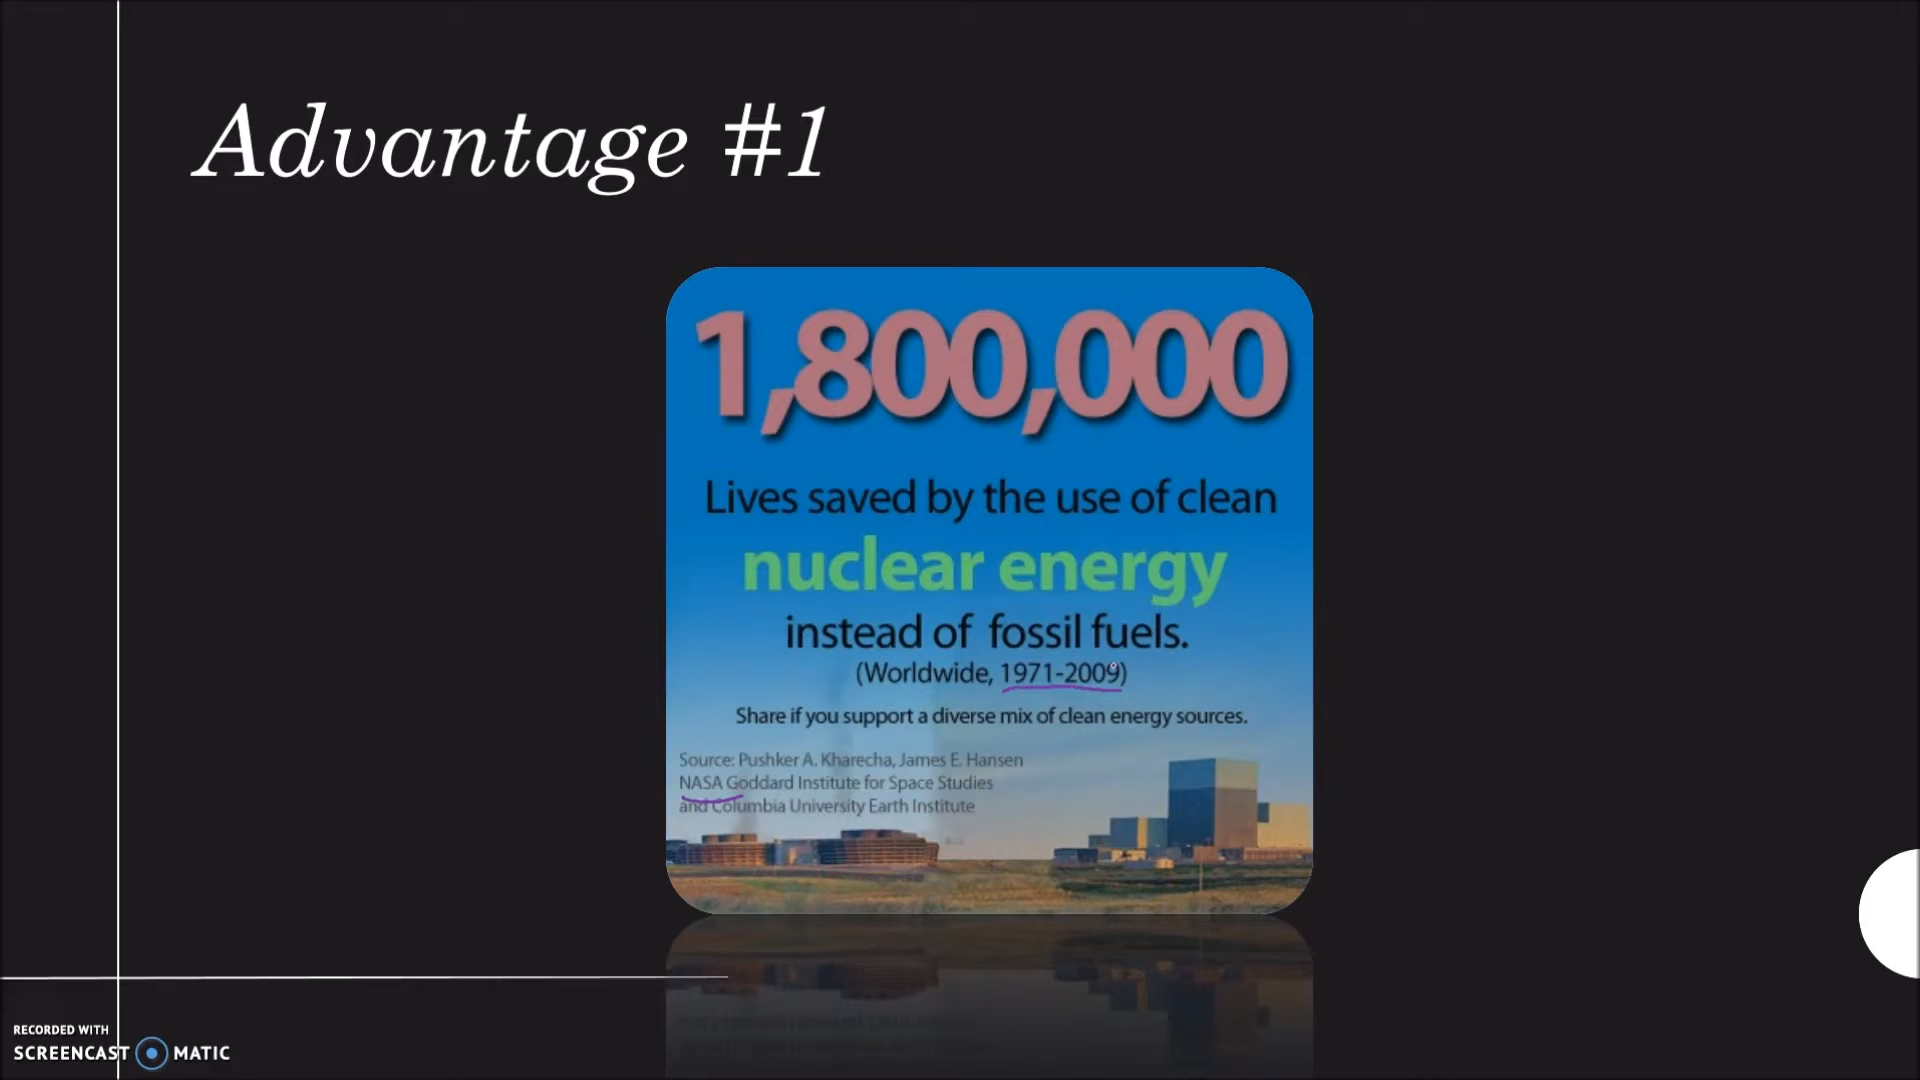 Advantage #1
1,800,000
Lives saved by the use of clean
nuclear energy
instead of fossil fuels.
(Worldwide, 1971-2009)
Share if you support a diverse mix of clean energy sources.
Source: Pushker A. Kharecha, James E. Hansen
NASA Goddard Institute for Space Studies
and Columbia University Earth Institute
RECORDED WITH
SCREENCAST MATIC